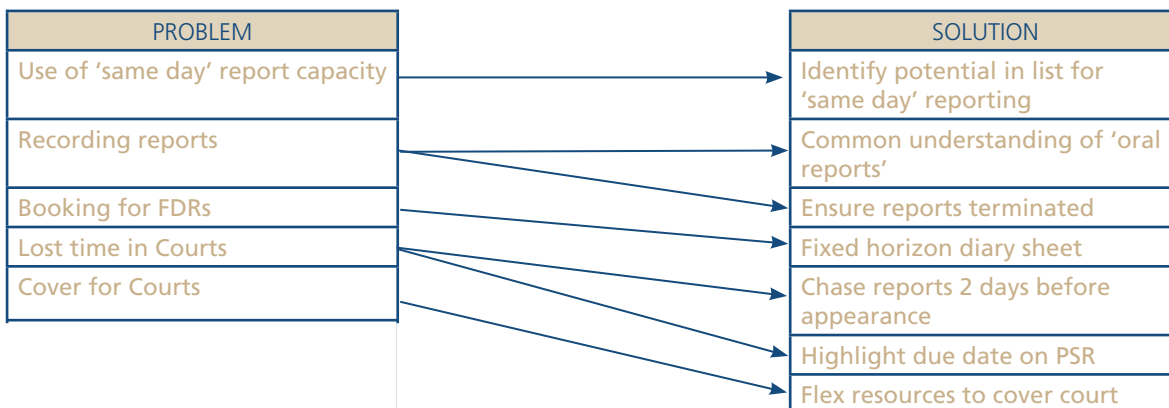 PROBLEM
Use of ‘same day’ report capacity
Recording reports
Booking for FDRs
Lost time in Courts
Cover for Courts
SOLUTION
Identify potential in list for
‘same day’ reporting
Common understanding of ‘oral
reports’
Ensure reports terminated
Fixed horizon diary sheet
Chase reports 2 days before
appearance
Highlight due date on PSR
Flex resources to cover court